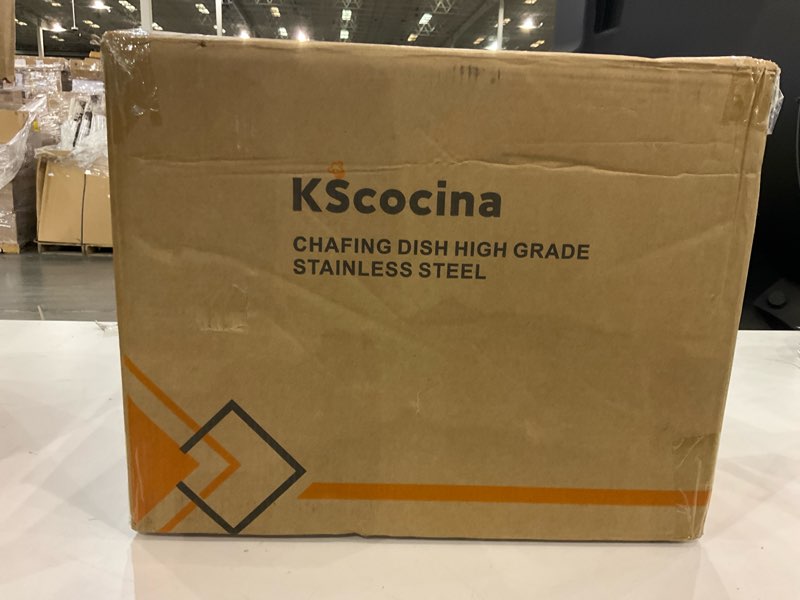 KScocina
CHAFING DISH HIGH GRADE
STAINLESS STEEL